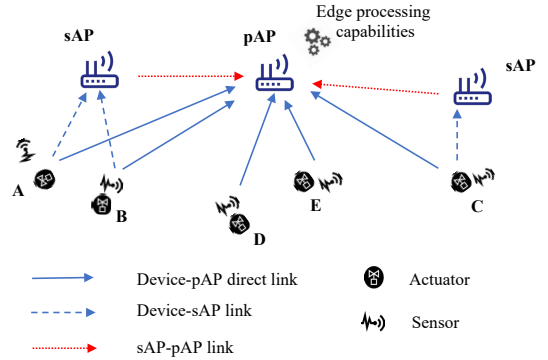 Edge processing
capabilities
sAP
pAP
sAP
A
B
D
E
C
Device-pAP direct link
Actuator
Device-sAP link
Sensor
sAP-pAP link